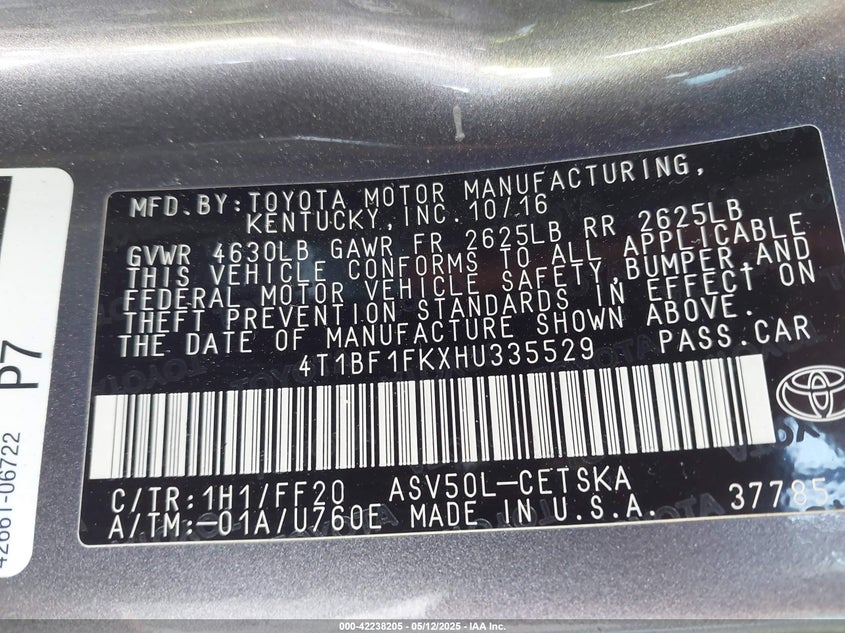 MFD.BY:TOYOTA MOTOR MANUFACTURING,
KENTUCKY,INC.10/16
GVWR 4630LB GAWR FR 2625LB RR 2625LB
THIS VEHICLE CONFORMS TO ALL APPLICABLE
FEDERAL MOTOR VEHICLE SAFETY,BUMPER,AND
THEFT PREVENTION STANDARDS IN EFFECT ON
THE DATE OF MANUFACTURE SHOWN ABOVE.
4T1BF1FKXHU335529 PASS.CAR
C/TR:1H1/FF20 ASV50L-CETSKA
A/TM:-01A/U760E MADE IN U.S.A. 37785
P7
42661-06722
TOYOTA
000-42238205 - 05/12/2025 - IAA Inc.